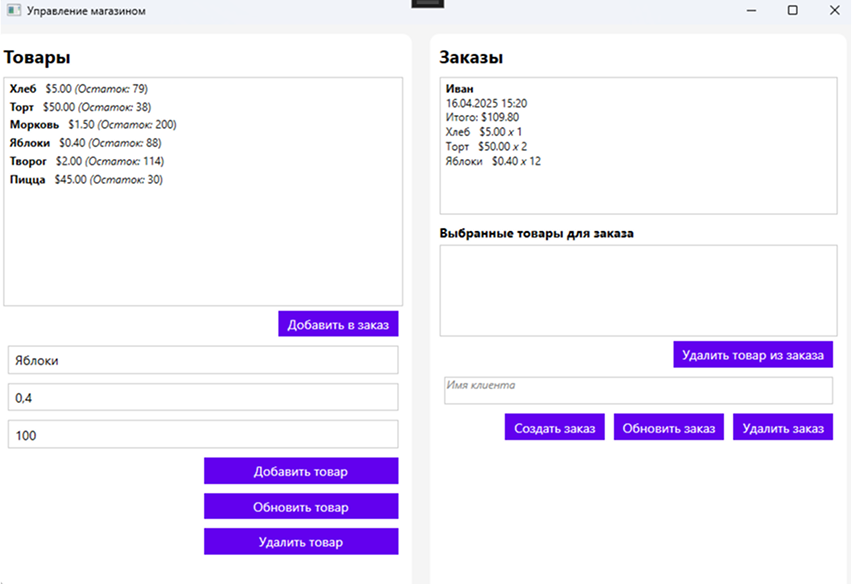 Управление магазином
Товары
Хлеб $5.00 (Остаток: 79)
Торт $50.00 (Остаток: 38)
Морковь $1.50 (Остаток: 200)
Яблоки $0.40 (Остаток: 88)
Творог $2.00 (Остаток: 114)
Пицца $45.00 (Остаток: 30)
Добавить в заказ
Яблоки
0,4
100
Добавить товар
Обновить товар
Удалить товар
Заказы
Иван
16.04.2025 15:20
Итого: $109.80
Хлеб $5.00 x 1
Торт $50.00 x 2
Яблоки $0.40 x 12
Выбранные товары для заказа
Удалить товар из заказа
Имя клиента
Создать заказ
Обновить заказ
Удалить заказ